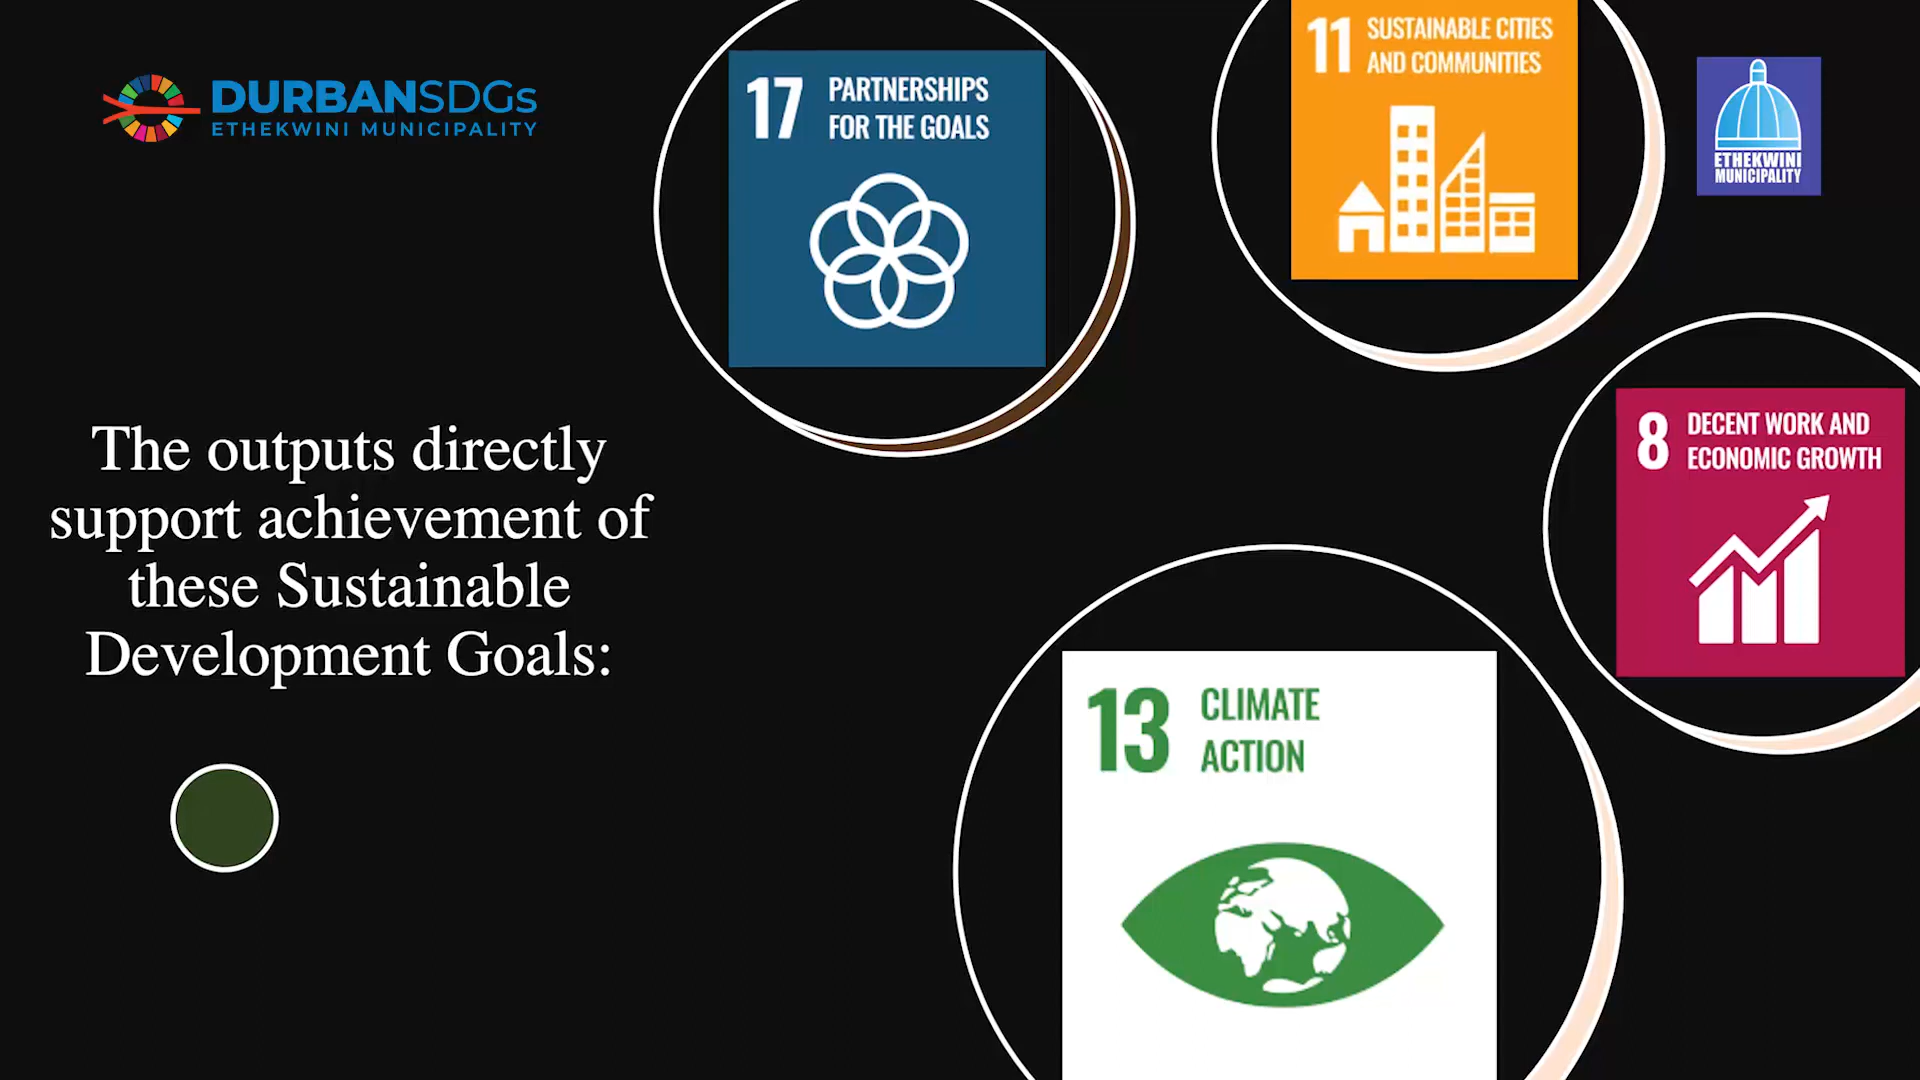 DURBANSDGs
ETHEKWINI MUNICIPALITY
17 PARTNERSHIPS
FOR THE GOALS
11 SUSTAINABLE CITIES
AND COMMUNITIES
ETHEKWINI
MUNICIPALITY
The outputs directly
support achievement of
these Sustainable
Development Goals:
8 DECENT WORK AND
ECONOMIC GROWTH
13 CLIMATE
ACTION